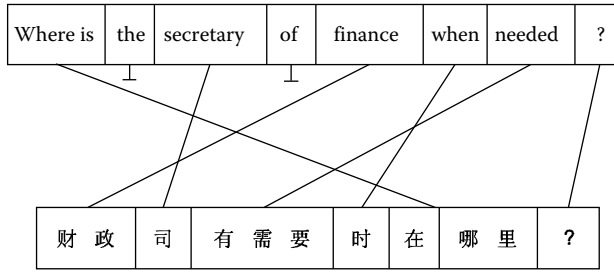 Where is the secretary of finance when needed ?
⊥ ⊥
财 政 司 有 需 要 时 在 哪 里 ?